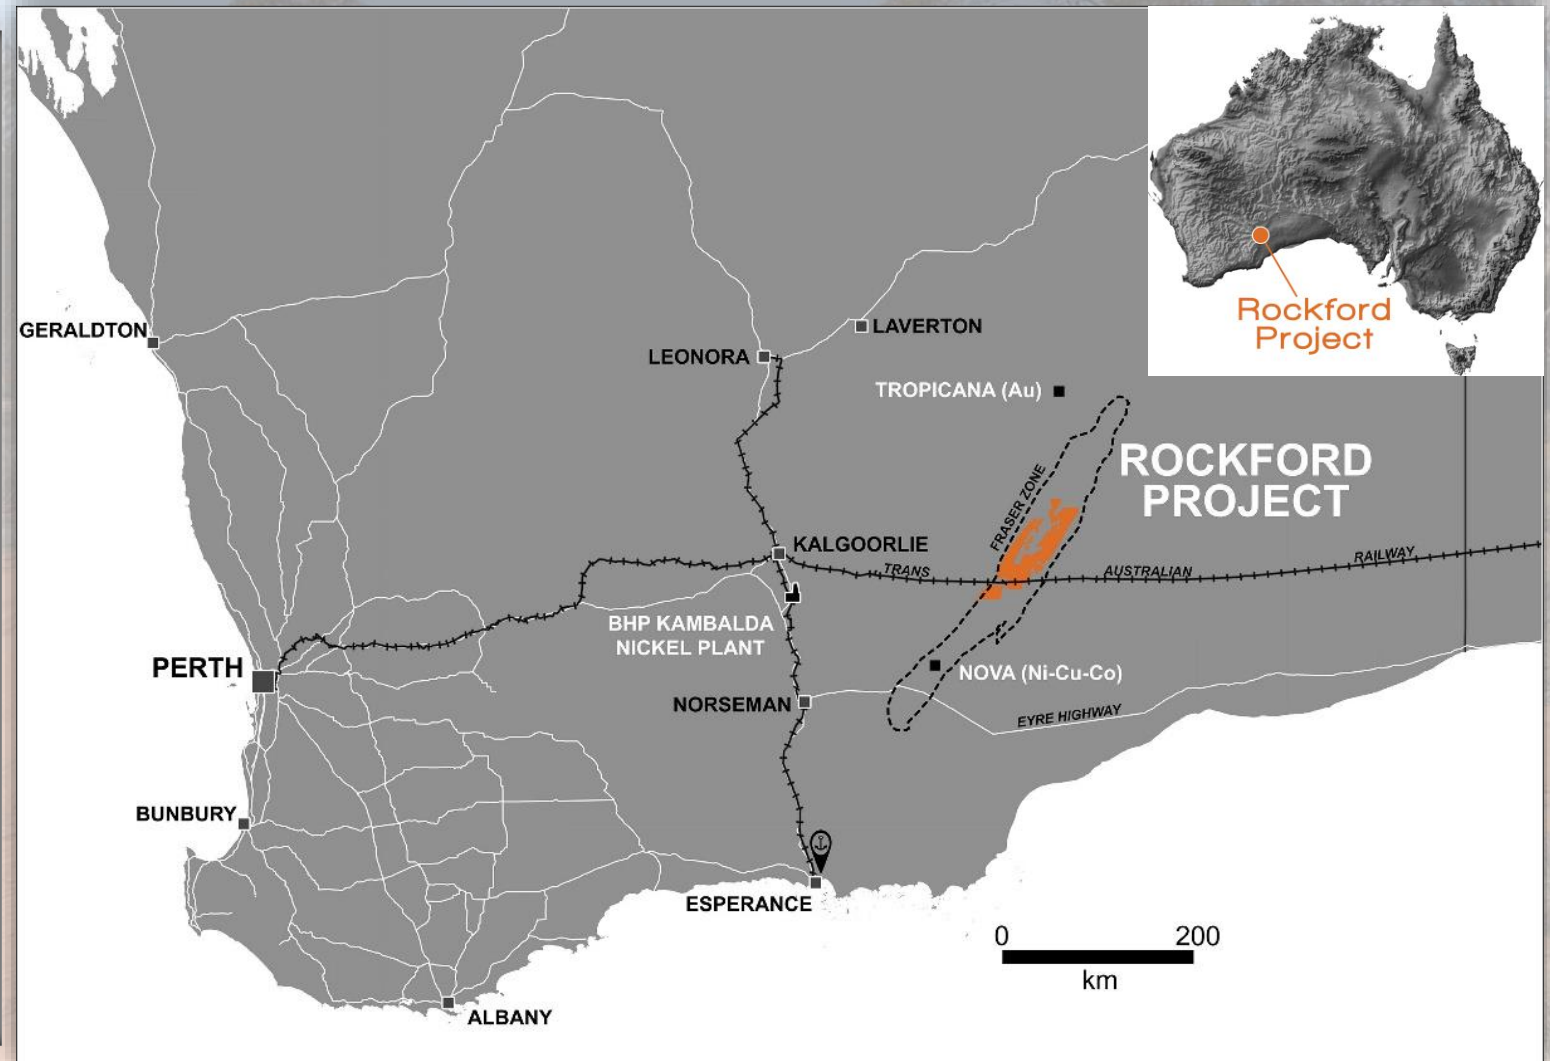 Rockford
Project
GERALDTON
LAVERTON
LEONORA
TROPICANA (Au)
ROCKFORD
PROJECT
FRASER ZONE
KALGOORLIE
TRANS
AUSTRALIAN
RAILWAY
BHP KAMBALDA
NICKEL PLANT
PERTH
NOVA (Ni-Cu-Co)
NORSEMAN
EYRE HIGHWAY
BUNBURY
ESPERANCE
0 200
km
ALBANY